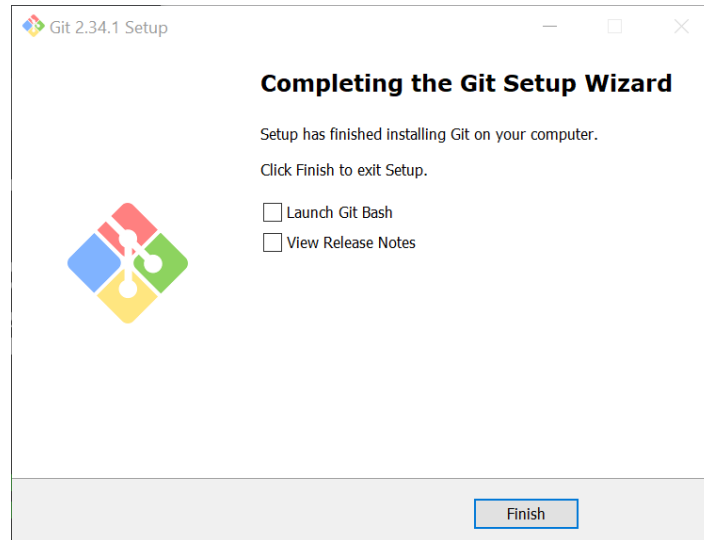 Git 2.34.1 Setup
Completing the Git Setup Wizard
Setup has finished installing Git on your computer.
Click Finish to exit Setup.
Launch Git Bash
View Release Notes
Finish